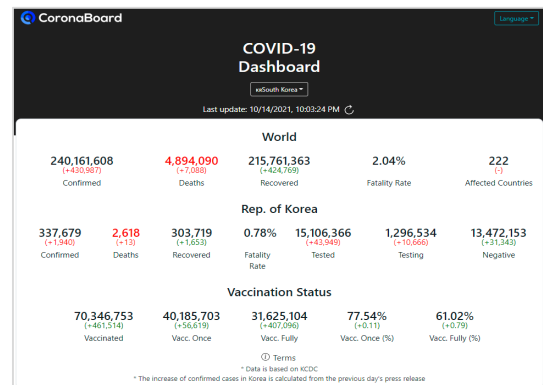 CoronaBoard
Language
COVID-19
Dashboard
KRSouth Korea
Last update: 10/14/2021, 10:03:24 PM
World
240,161,608 4,894,090 215,761,363 2.04% 222
(+430,987) (+7,088) (+424,769) (-)
Confirmed Deaths Recovered Fatality Rate Affected Countries
Rep. of Korea
337,679 2,618 303,719 0.78% 15,106,366 1,296,534 13,472,153
(+1,940) (+13) (+1,653) (+43,949) (+10,666) (+31,343)
Confirmed Deaths Recovered Fatality Tested Testing Negative
Rate
Vaccination Status
70,346,753 40,185,703 31,625,104 77.54% 61.02%
(+461,514) (+56,619) (+407,096) (+0.11) (+0.79)
Vaccinated Vacc. Once Vacc. Fully Vacc. Once (%) Vacc. Fully (%)
Terms
* Data is based on KCDC
* The increase of confirmed cases in Korea is calculated from the previous day's press release